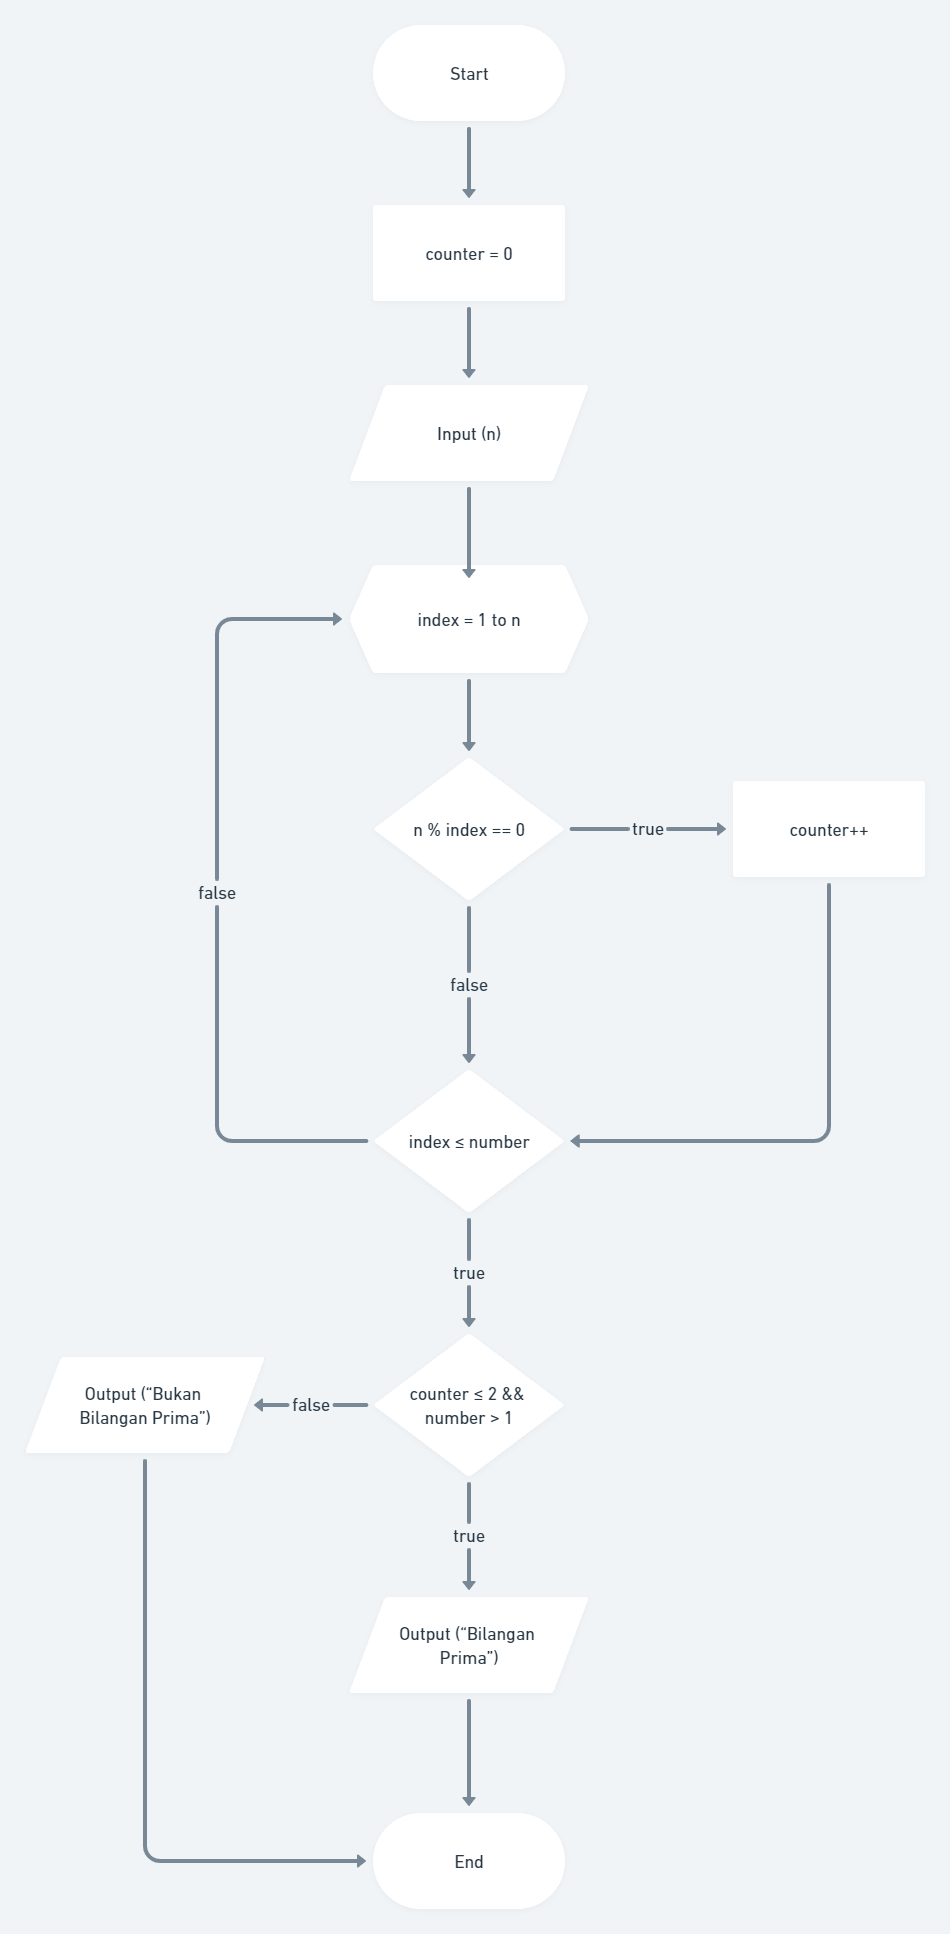 Start
counter = 0
Input (n)
index = 1 to n
n % index == 0
true
counter++
false
false
index ≤ number
true
counter ≤ 2 &&
number > 1
false
Output (“Bukan
Bilangan Prima”)
true
Output (“Bilangan
Prima”)
End